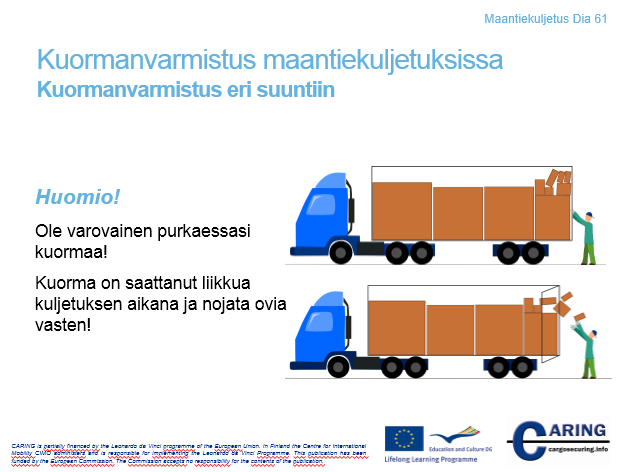 Maantiekuljetus Dia 61
Kuormanvarmistus maantiekuljetuksissa
Kuormanvarmistus eri suuntiin
Huomio!
Ole varovainen purkaessasi
kuormaa!
Kuorma on saattanut liikkua
kuljetuksen aikana ja nojata ovia
vasten!
CARING is partially financed by the Leonardo da Vinci programme of the European Union. In Finland the Centre for International
Mobility CIMO administers and is responsible for implementing the Leonardo da Vinci Programme. This publication has been
funded by the European Commission. The Commission accepts no responsibility for the contents of the publication.
Education and Culture DG
Lifelong Learning Programme
CARING
cargosecuring.info